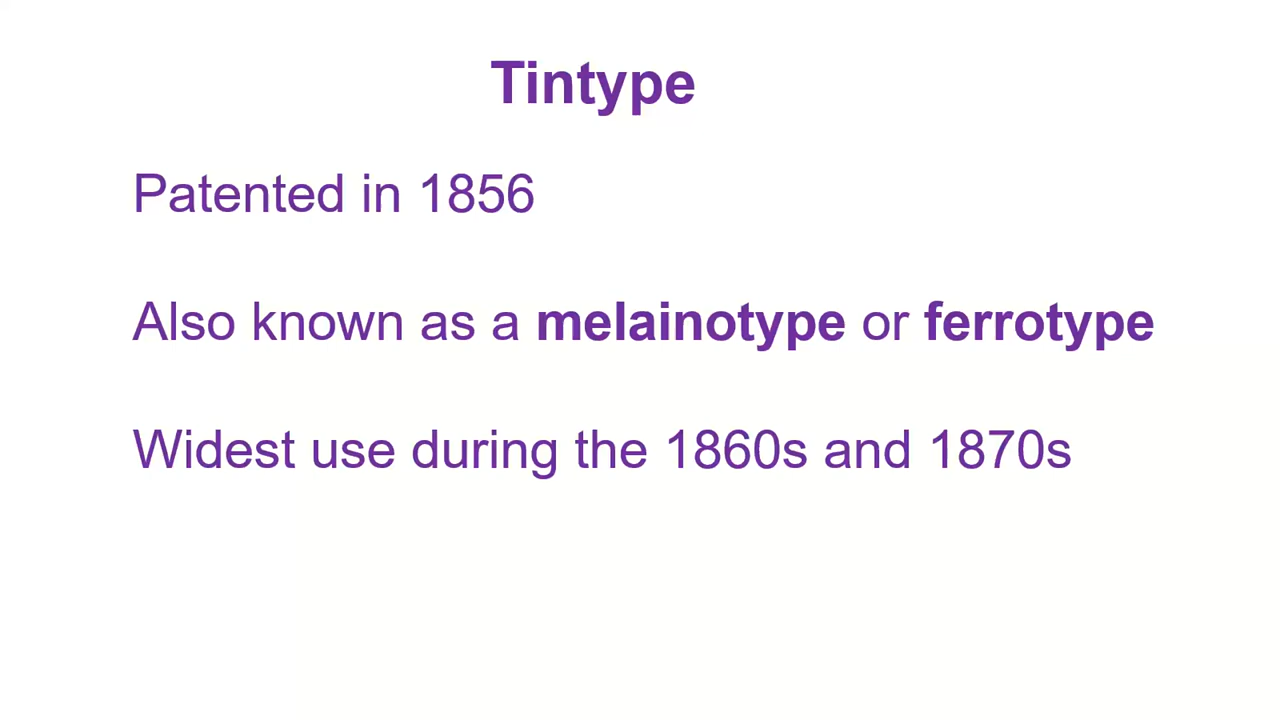 Tintype
Patented in 1856
Also known as a melainotype or ferrotype
Widest use during the 1860s and 1870s